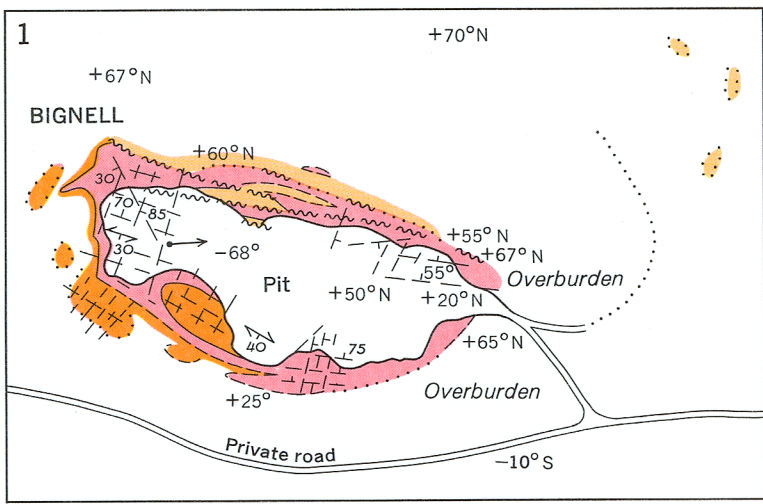 1
+70°N
+67°N
BIGNELL
+60°N
30
70
85
+55°N
30
-68°
+67°N
55°
Overburden
Pit
+50°N
+20°N
40
75
+65°N
+25°
Overburden
Private road
-10°S